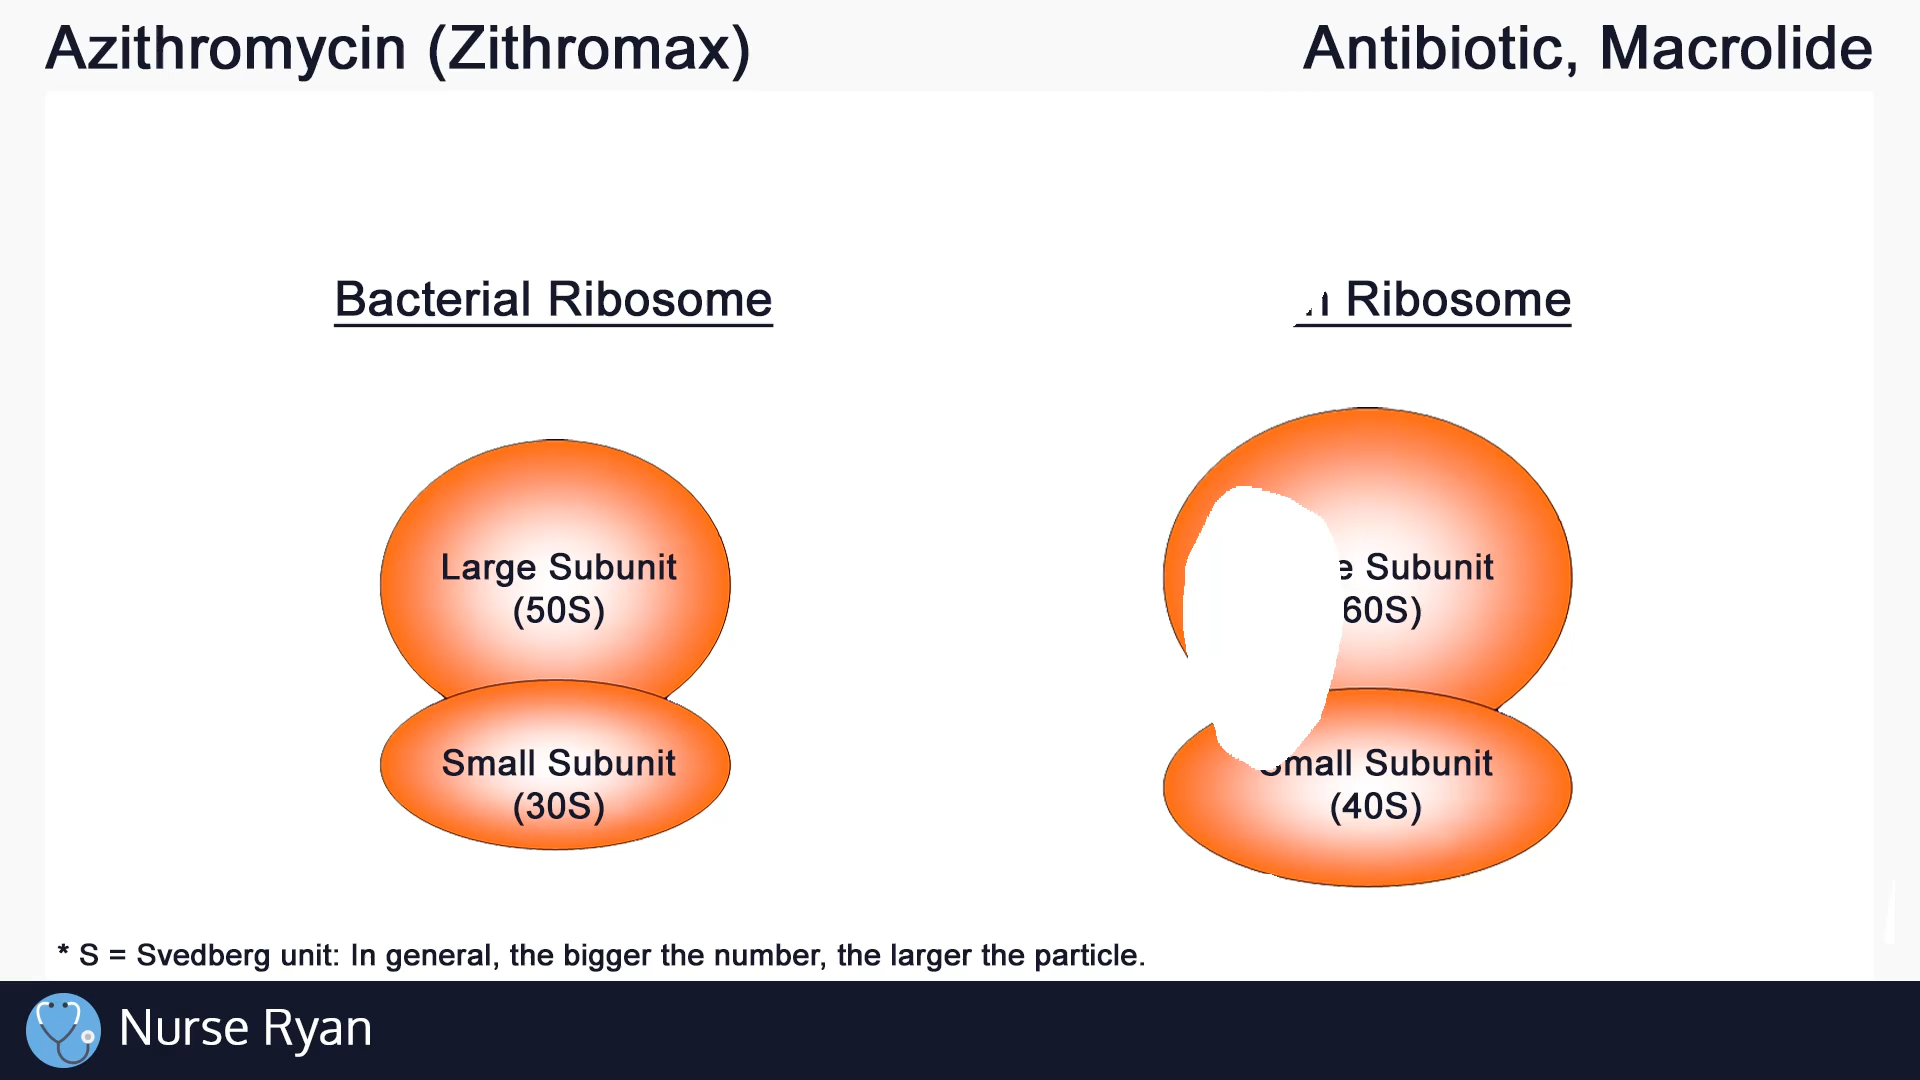 Azithromycin (Zithromax)
Antibiotic, Macrolide
Bacterial Ribosome
Ribosome
Large Subunit
(50S)
Subunit
60S)
Small Subunit
(30S)
Small Subunit
(40S)
* S = Svedberg unit: In general, the bigger the number, the larger the particle.
Nurse Ryan